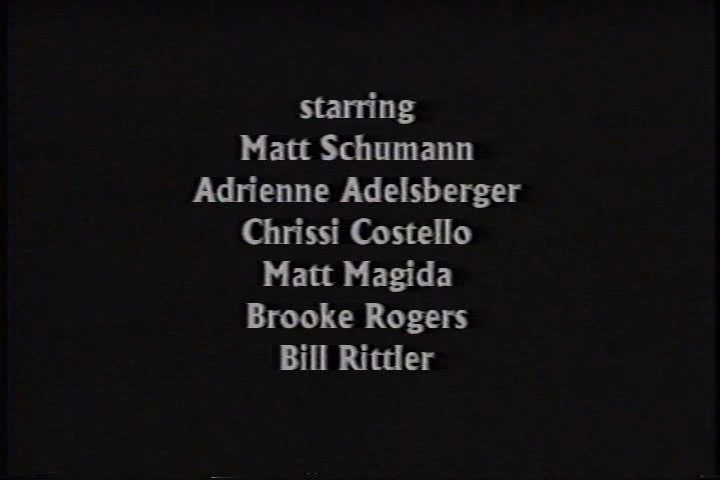 starring
Matt Schumann
Adrienne Adelsberger
Chrissi Costello
Matt Magida
Brooke Rogers
Bill Rittler